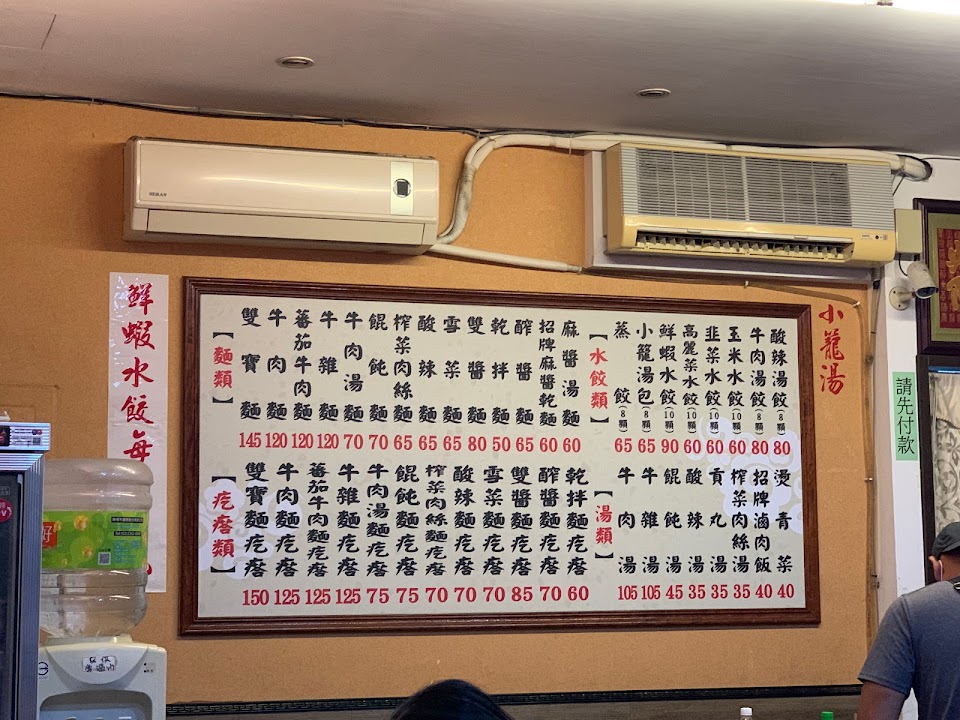 鮮蝦水餃每
【麵類】
雙寶麵 145
牛肉麵 120
蕃茄牛肉麵 120
牛雜麵 120
牛肉湯麵 70
餛飩麵 70
榨菜肉絲麵 65
酸辣麵 65
雪菜麵 65
雙醬麵 80
乾拌麵 50
醡醬麵 65
招牌麻醬乾麵 60
麻醬湯麵 60
【水餃類】
蒸餃(8顆) 65
小籠湯包(8顆) 65
鮮蝦水餃(10顆) 90
高麗菜水餃(10顆) 60
韭菜水餃(10顆) 60
玉米水餃(10顆) 60
牛肉湯餃(8顆) 80
酸辣湯餃(8顆) 80
【疙瘩類】
雙寶麵疙瘩 150
牛肉麵疙瘩 125
蕃茄牛肉麵疙瘩 125
牛雜麵疙瘩 125
牛肉湯麵疙瘩 75
餛飩麵疙瘩 75
榨菜肉絲麵疙瘩 70
酸辣麵疙瘩 70
雪菜麵疙瘩 70
雙醬麵疙瘩 85
醡醬麵疙瘩 70
乾拌麵疙瘩 60
【湯類】
牛肉湯 105
牛雜湯 105
餛飩湯 45
酸辣湯 35
貢丸湯 35
榨菜肉絲湯 35
招牌滷肉飯 40
燙青菜 40
小籠湯
請先付款